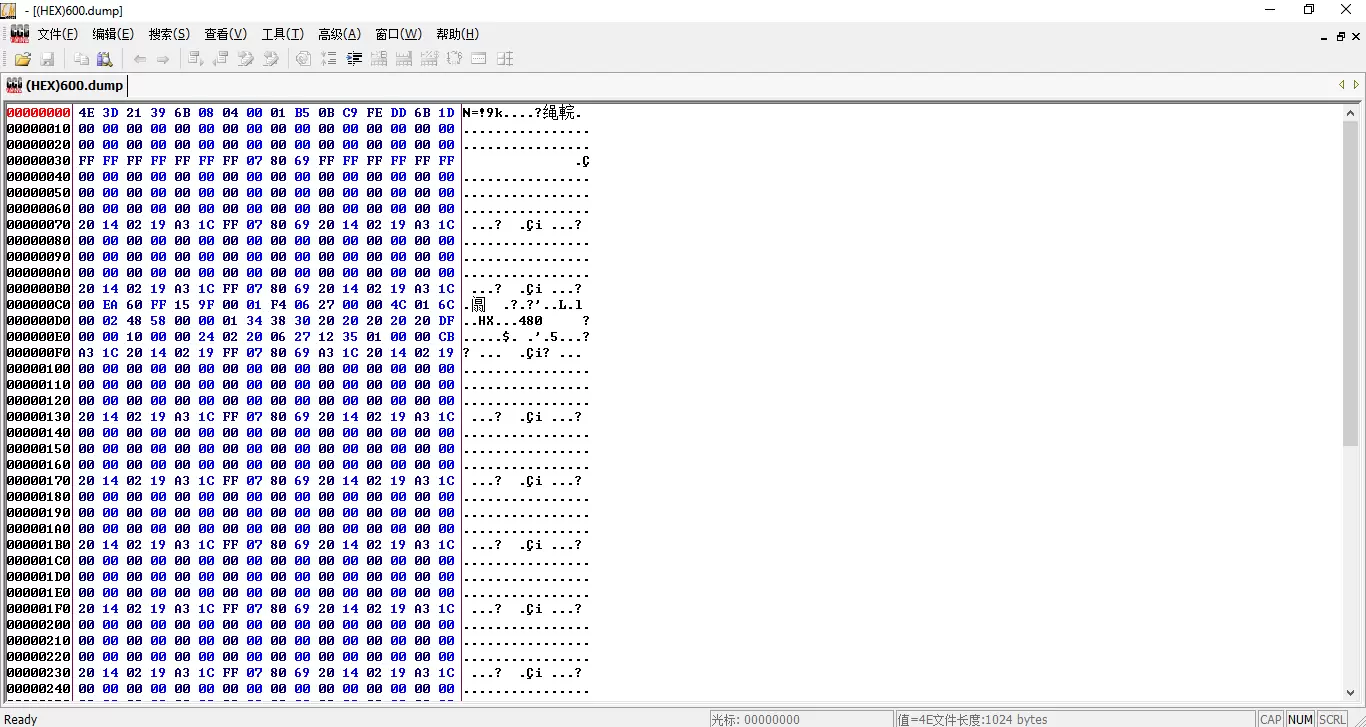 - [(HEX)600.dump]
文件(F) 编辑(E) 搜索(S) 查看(V) 工具(T) 高级(A) 窗口(W) 帮助(H)
(HEX)600.dump
00000000 4E 3D 21 39 6B 08 04 00 01 B5 0B C9 FE DD 6B 1D N=!9k....?绳輐.
00000010 00 00 00 00 00 00 00 00 00 00 00 00 00 00 00 00 ................
00000020 00 00 00 00 00 00 00 00 00 00 00 00 00 00 00 00 ................
00000030 FF FF FF FF FF FF FF 07 80 69 FF FF FF FF FF FF .Ç
00000040 00 00 00 00 00 00 00 00 00 00 00 00 00 00 00 00 ................
00000050 00 00 00 00 00 00 00 00 00 00 00 00 00 00 00 00 ................
00000060 00 00 00 00 00 00 00 00 00 00 00 00 00 00 00 00 ................
00000070 20 14 02 19 A3 1C FF 07 80 69 20 14 02 19 A3 1C ...? .Çi ...?
00000080 00 00 00 00 00 00 00 00 00 00 00 00 00 00 00 00 ................
00000090 00 00 00 00 00 00 00 00 00 00 00 00 00 00 00 00 ................
000000A0 00 00 00 00 00 00 00 00 00 00 00 00 00 00 00 00 ................
000000B0 20 14 02 19 A3 1C FF 07 80 69 20 14 02 19 A3 1C ...? .Çi ...?
000000C0 00 EA 60 FF 15 9F 00 01 F4 06 27 00 00 4C 01 6C .?.?'..L.l
000000D0 00 02 48 58 00 00 01 34 38 30 20 20 20 20 20 DF ..HX...480 ?
000000E0 00 00 10 00 00 24 02 20 06 27 12 35 01 00 00 CB .....$. .'.5...?
000000F0 A3 1C 20 14 02 19 FF 07 80 69 A3 1C 20 14 02 19 ? ... .Çi? ...
00000100 00 00 00 00 00 00 00 00 00 00 00 00 00 00 00 00 ................
00000110 00 00 00 00 00 00 00 00 00 00 00 00 00 00 00 00 ................
00000120 00 00 00 00 00 00 00 00 00 00 00 00 00 00 00 00 ................
00000130 20 14 02 19 A3 1C FF 07 80 69 20 14 02 19 A3 1C ...? .Çi ...?
00000140 00 00 00 00 00 00 00 00 00 00 00 00 00 00 00 00 ................
00000150 00 00 00 00 00 00 00 00 00 00 00 00 00 00 00 00 ................
00000160 00 00 00 00 00 00 00 00 00 00 00 00 00 00 00 00 ................
00000170 20 14 02 19 A3 1C FF 07 80 69 20 14 02 19 A3 1C ...? .Çi ...?
00000180 00 00 00 00 00 00 00 00 00 00 00 00 00 00 00 00 ................
00000190 00 00 00 00 00 00 00 00 00 00 00 00 00 00 00 00 ................
000001A0 00 00 00 00 00 00 00 00 00 00 00 00 00 00 00 00 ................
000001B0 20 14 02 19 A3 1C FF 07 80 69 20 14 02 19 A3 1C ...? .Çi ...?
000001C0 00 00 00 00 00 00 00 00 00 00 00 00 00 00 00 00 ................
000001D0 00 00 00 00 00 00 00 00 00 00 00 00 00 00 00 00 ................
000001E0 00 00 00 00 00 00 00 00 00 00 00 00 00 00 00 00 ................
000001F0 20 14 02 19 A3 1C FF 07 80 69 20 14 02 19 A3 1C ...? .Çi ...?
00000200 00 00 00 00 00 00 00 00 00 00 00 00 00 00 00 00 ................
00000210 00 00 00 00 00 00 00 00 00 00 00 00 00 00 00 00 ................
00000220 00 00 00 00 00 00 00 00 00 00 00 00 00 00 00 00 ................
00000230 20 14 02 19 A3 1C FF 07 80 69 20 14 02 19 A3 1C ...? .Çi ...?
00000240 00 00 00 00 00 00 00 00 00 00 00 00 00 00 00 00 ................
Ready 光标: 00000000 值=4E文件长度:1024 bytes CAP NUM SCRL